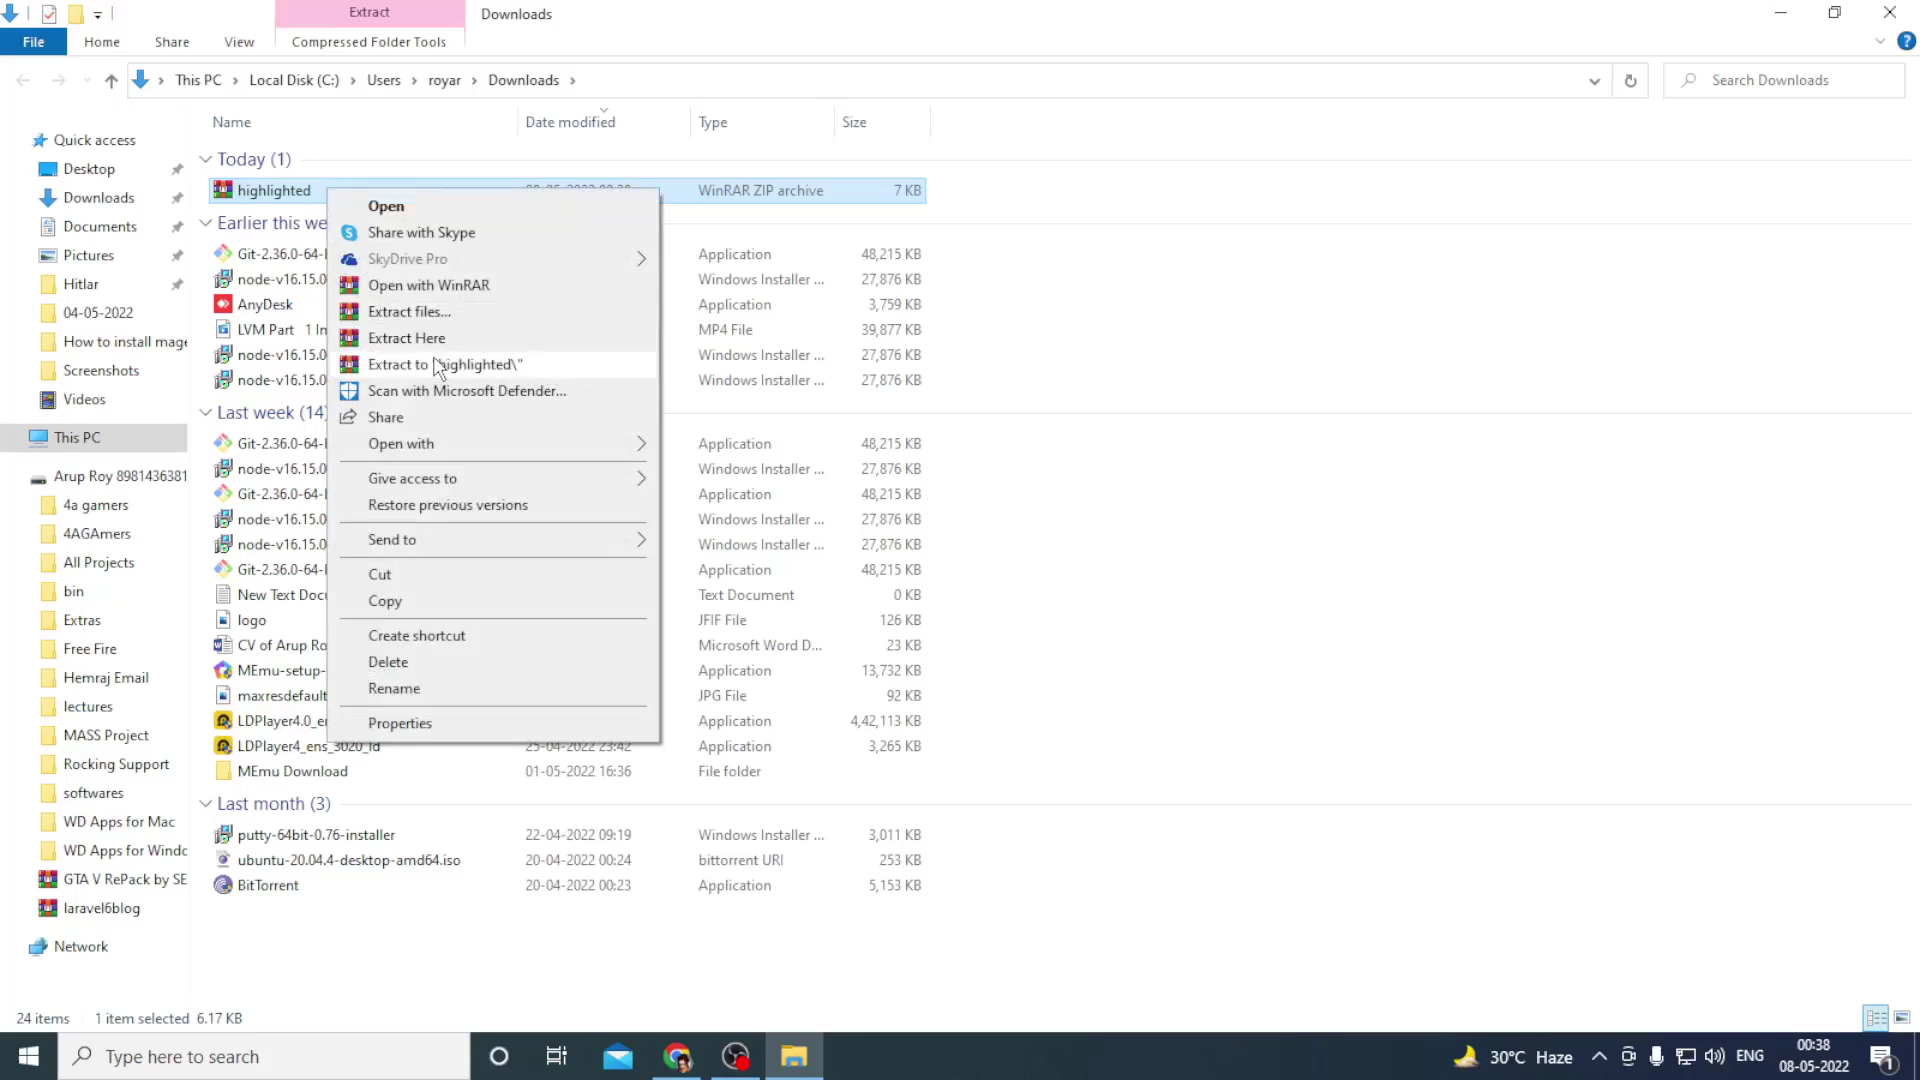 Extract
Downloads
File
Home
Share
View
Compressed Folder Tools
This PC
Local Disk (C:)
Users
royar
Downloads
Search Downloads
Name
Date modified
Type
Size
Quick access
Desktop
Downloads
Documents
Pictures
Hitlar
04-05-2022
How to install mage
Screenshots
Videos
This PC
Arup Roy 8981436381
4a gamers
4AGAmers
All Projects
bin
Extras
Free Fire
Hemraj Email
lectures
MASS Project
Rocking Support
softwares
WD Apps for Mac
WD Apps for Windo
GTA V RePack by SE
laravel6blog
Network
Today (1)
highlighted WinRAR ZIP archive 7 KB
Earlier this we
Git-2.36.0-64- Application 48,215 KB
node-v16.15.0 Windows Installer ... 27,876 KB
AnyDesk Application 3,759 KB
LVM Part 1 In MP4 File 39,877 KB
node-v16.15.0 Windows Installer ... 27,876 KB
node-v16.15.0 Windows Installer ... 27,876 KB
Last week (14)
Git-2.36.0-64- Application 48,215 KB
node-v16.15.0 Windows Installer ... 27,876 KB
Git-2.36.0-64- Application 48,215 KB
node-v16.15.0 Windows Installer ... 27,876 KB
node-v16.15.0 Windows Installer ... 27,876 KB
Git-2.36.0-64- Application 48,215 KB
New Text Doc Text Document 0 KB
logo JFIF File 126 KB
CV of Arup Ro Microsoft Word D... 23 KB
MEmu-setup- Application 13,732 KB
maxresdefault JPG File 92 KB
LDPlayer4.0_e Application 4,42,113 KB
LDPlayer4_ens_3020_ld 25-04-2022 23:42 Application 3,265 KB
MEmu Download 01-05-2022 16:36 File folder
Last month (3)
putty-64bit-0.76-installer 22-04-2022 09:19 Windows Installer ... 3,011 KB
ubuntu-20.04.4-desktop-amd64.iso 20-04-2022 00:24 bittorrent URI 253 KB
BitTorrent 20-04-2022 00:23 Application 5,153 KB
Open
Share with Skype
SkyDrive Pro
Open with WinRAR
Extract files...
Extract Here
Extract to highlighted\"
Scan with Microsoft Defender...
Share
Open with
Give access to
Restore previous versions
Send to
Cut
Copy
Create shortcut
Delete
Rename
Properties
24 items
1 item selected 6.17 KB
Type here to search
30°C Haze
ENG
00:38
08-05-2022
1